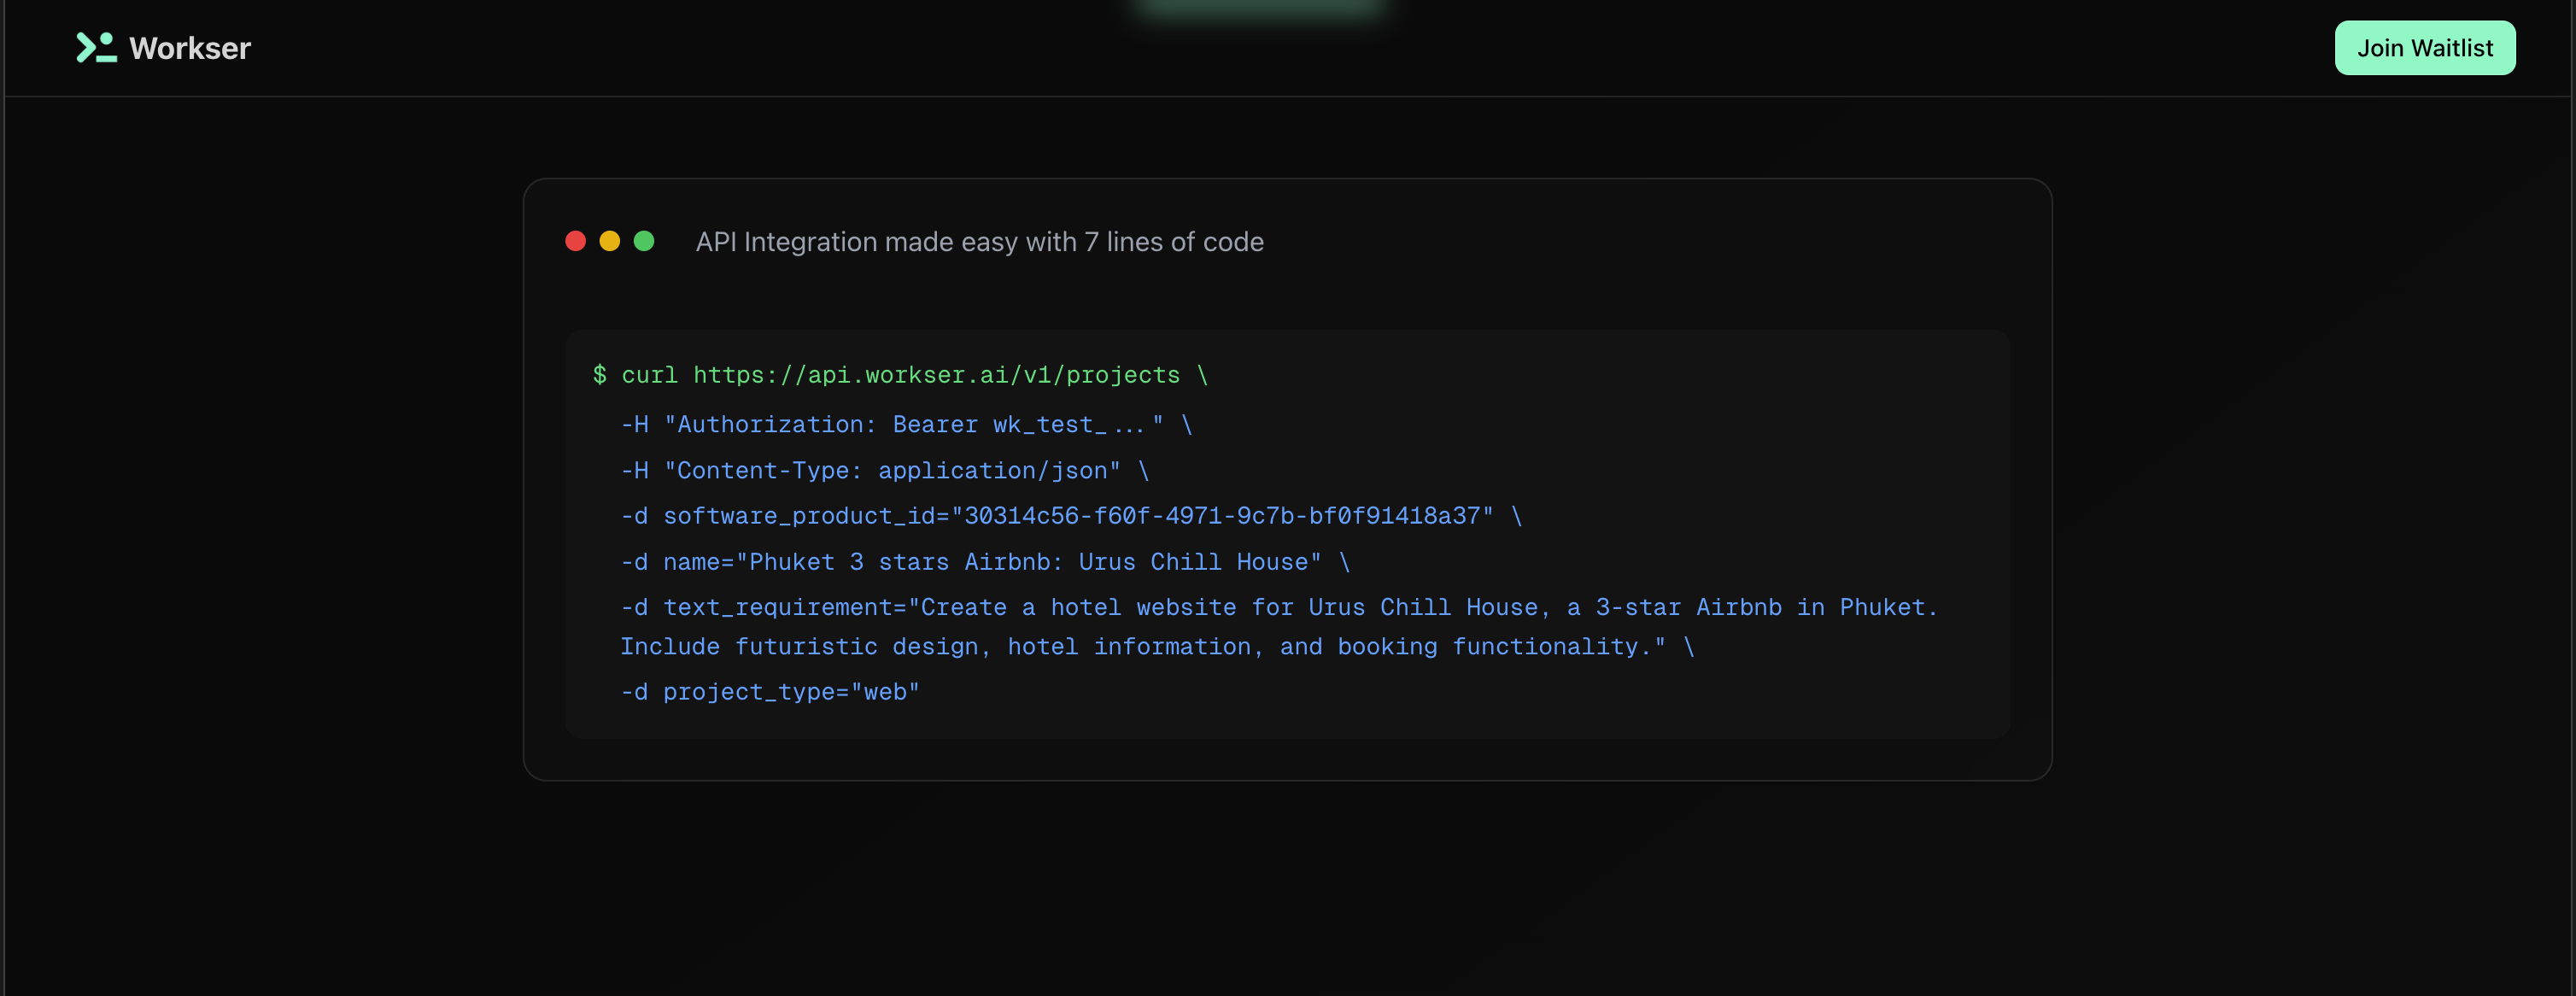 Workser
Join Waitlist
API Integration made easy with 7 lines of code
$ curl https://api.workser.ai/v1/projects \
-H "Authorization: Bearer wk_test_..." \
-H "Content-Type: application/json" \
-d software_product_id="30314c56-f60f-4971-9c7b-bf0f91418a37" \
-d name="Phuket 3 stars Airbnb: Urus Chill House" \
-d text_requirement="Create a hotel website for Urus Chill House, a 3-star Airbnb in Phuket.
Include futuristic design, hotel information, and booking functionality." \
-d project_type="web"